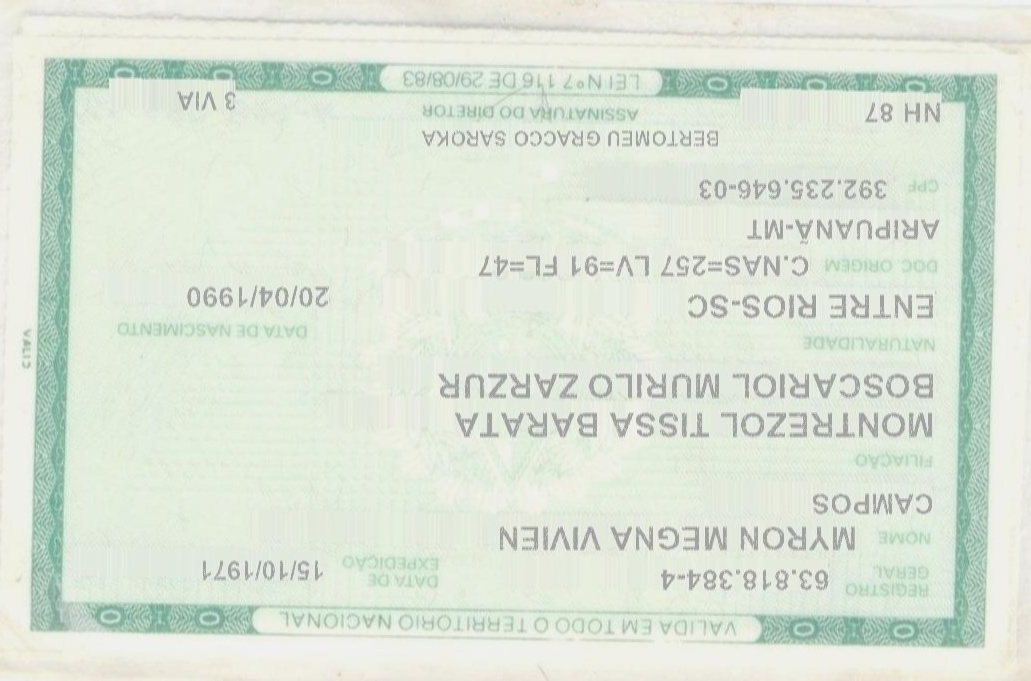 VALIDA EM TODO O TERRITORIO NACIONAL
REGISTRO GERAL 63.818.384-4 DATA DE EXPEDIÇÃO 15/10/1971
NOME MYRON MEGNA VIVIEN
CAMPOS
FILIAÇÃO
MONTREZOL TISSA BARATA
BOSCARIOL MURILO ZARZUR
NATURALIDADE DATA DE NASCIMENTO
ENTRE RIOS-SC 20/04/1990
DOC. ORIGEM C.NAS=257 LV=91 FL=47
ARIPUANÃ-MT
CPF 392.235.646-03
BERTOMEU GRACCO SAROKA
NH 87 ASSINATURA DO DIRETOR 3 VIA
LEI Nº 7.116 DE 29/08/83
VALID